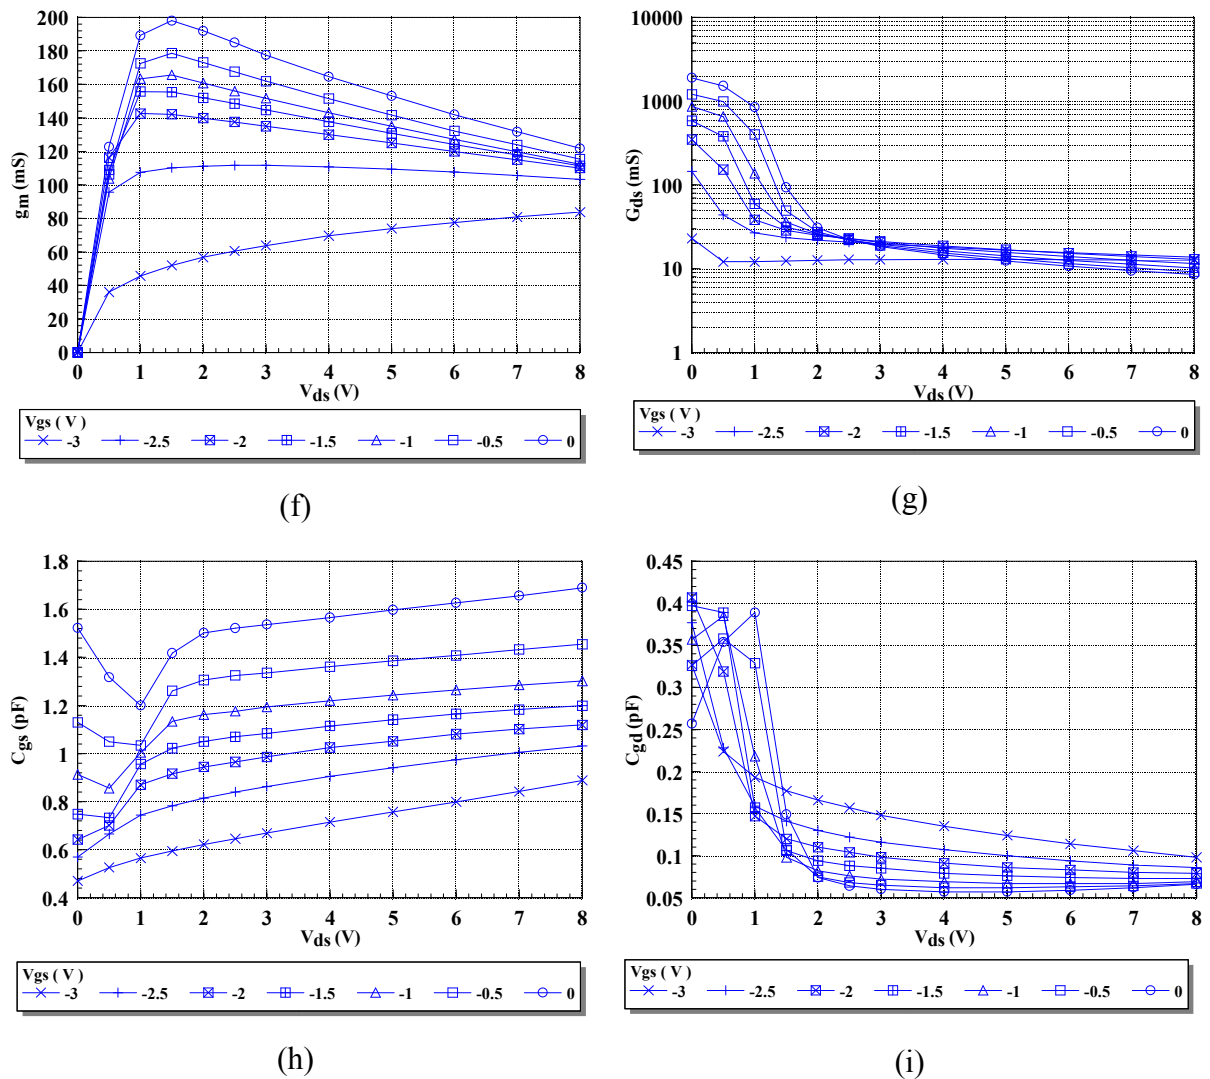 gm (mS)
200
180
160
140
120
100
80
60
40
20
0
0 1 2 3 4 5 6 7 8
Vds (V)
Vgs ( V )
-3 -2.5 -2 -1.5 -1 -0.5 0
(f)
Gds (mS)
10000
1000
100
10
1
0 1 2 3 4 5 6 7 8
Vds (V)
Vgs ( V )
-3 -2.5 -2 -1.5 -1 -0.5 0
(g)
Cgs (pF)
1.8
1.6
1.4
1.2
1
0.8
0.6
0.4
0 1 2 3 4 5 6 7 8
Vds (V)
Vgs ( V )
-3 -2.5 -2 -1.5 -1 -0.5 0
(h)
Cgd (pF)
0.45
0.4
0.35
0.3
0.25
0.2
0.15
0.1
0.05
0 1 2 3 4 5 6 7 8
Vds (V)
Vgs ( V )
-3 -2.5 -2 -1.5 -1 -0.5 0
(i)